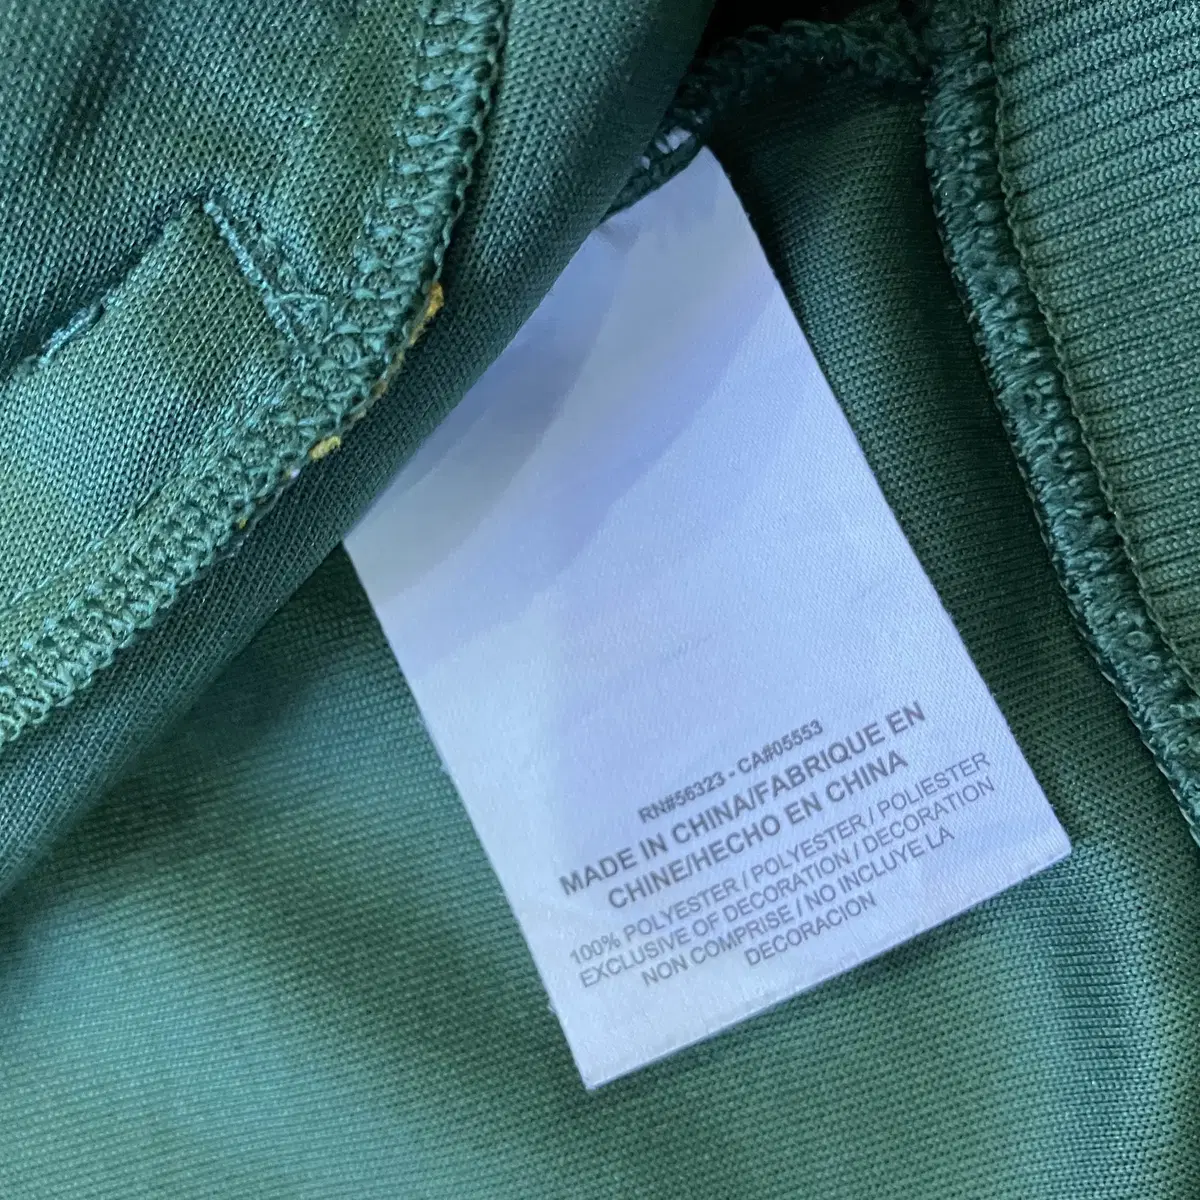 RN#56323 - CA#05553
MADE IN CHINA/FABRIQUE EN
CHINE/HECHO EN CHINA
100% POLYESTER / POLYESTER / POLIESTER
EXCLUSIVE OF DECORATION / DECORATION
NON COMPRISE / NO INCLUYE LA
DECORACION